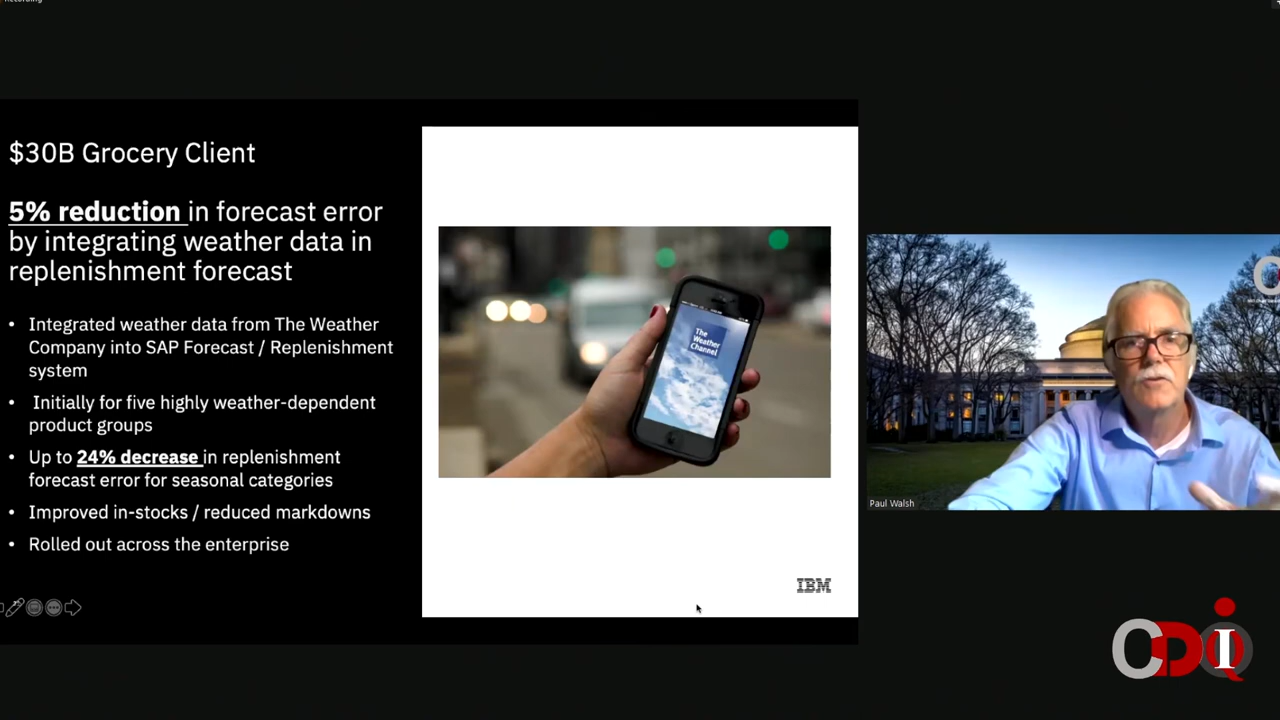 $30B Grocery Client
5% reduction in forecast error
by integrating weather data in
replenishment forecast
• Integrated weather data from The Weather
Company into SAP Forecast / Replenishment
system
• Initially for five highly weather-dependent
product groups
• Up to 24% decrease in replenishment
forecast error for seasonal categories
• Improved in-stocks / reduced markdowns
• Rolled out across the enterprise
The
Weather
Channel
IBM
Paul Walsh
CDIQ